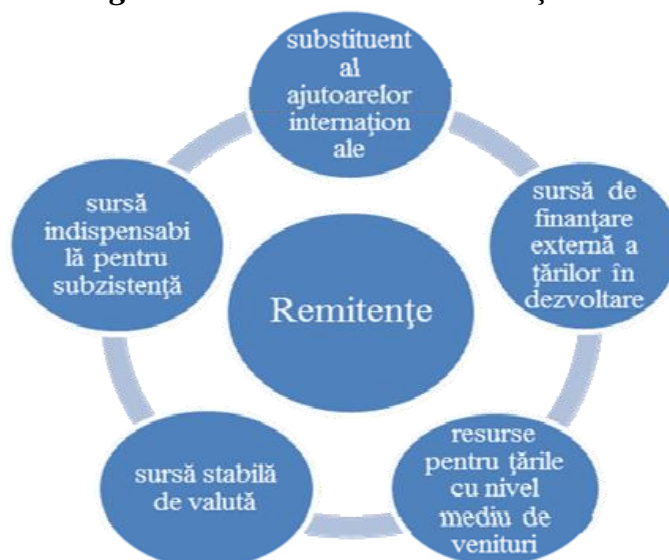 substituent
al
ajutoarelor
internaţion
ale
sursă de
finanţare
externă a
ţărilor în
dezvoltare
resurse
pentru ţările
cu nivel
mediu de
venituri
sursă stabilă
de valută
sursă
indispensabi
lă pentru
subzistenţă
Remitenţe